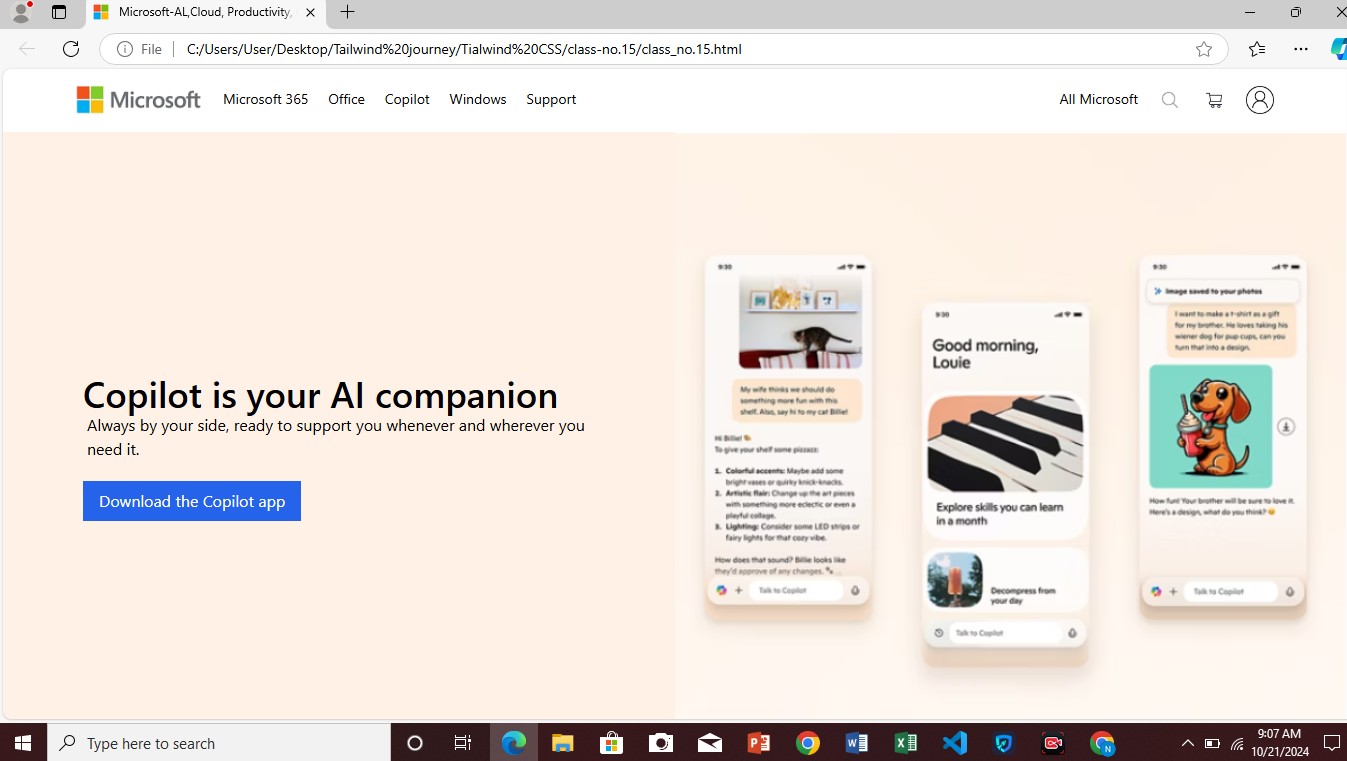 Microsoft-AL,Cloud, Productivity,
File
C:/Users/User/Desktop/Tailwind%20journey/Tialwind%20CSS/class-no.15/class_no.15.html
Microsoft Microsoft 365 Office Copilot Windows Support All Microsoft
Copilot is your AI companion
Always by your side, ready to support you whenever and wherever you
need it.
Download the Copilot app
9:30
My wife thinks we should do
something more fun with this
shelf. Also, say hi to my cat Billie!
Hi Billie!
To give your shelf some pizzazz:
1. Colorful accents: Maybe add some
bright vases or quirky knick-knacks.
2. Artistic flair: Change up the art pieces
with something more eclectic or even a
playful collage.
3. Lighting: Consider some LED strips or
fairy lights for that cozy vibe.
How does that sound? Billie looks like
they'd approve of any changes.
Talk to Copilot
9:30
Good morning,
Louie
Explore skills you can learn
in a month
Decompress from
your day
Talk to Copilot
9:30
Image saved to your photos
I want to make a t-shirt as a gift
for my brother. He loves taking his
wiener dog for pup cups, can you
turn that into a design.
How fun! Your brother will be sure to love it.
Here's a design, what do you think?
Talk to Copilot
Type here to search
N
9:07 AM
10/21/2024